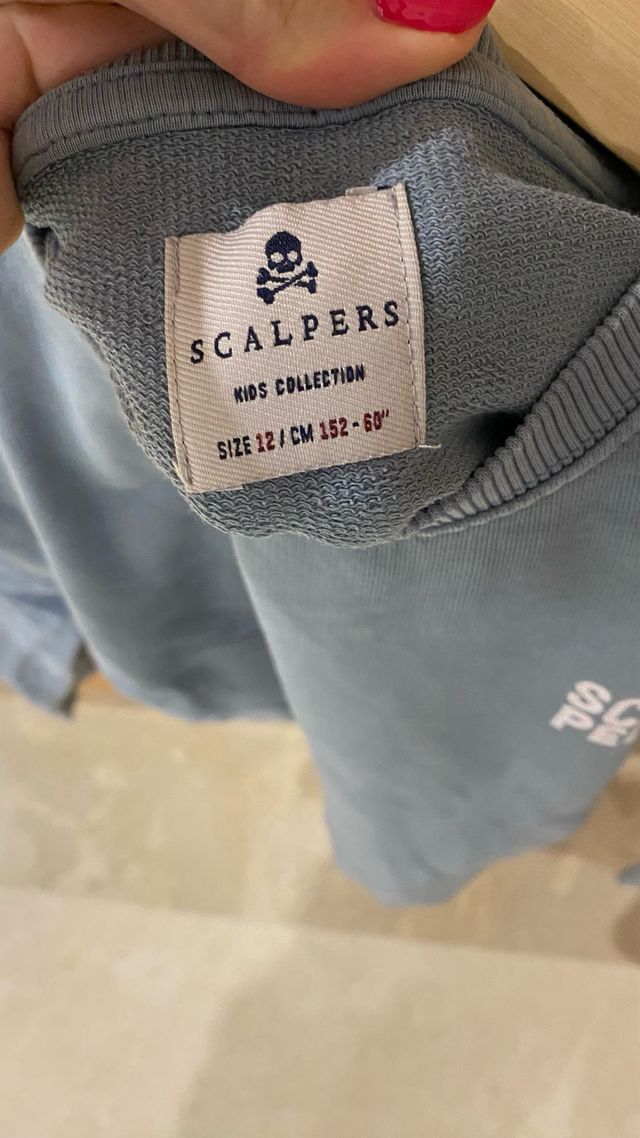 SCALPERS
KIDS COLLECTION
SIZE 12 / CM 152 - 60"